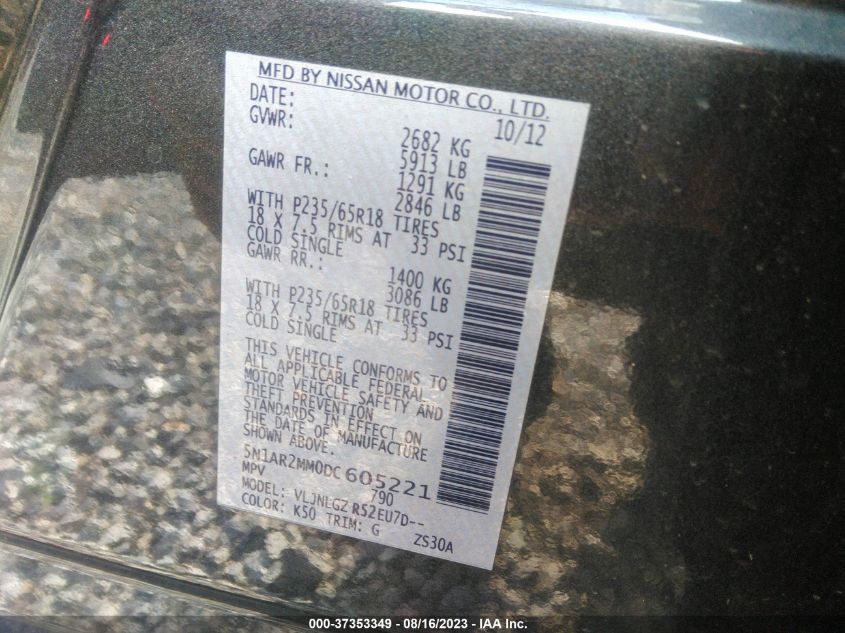 MFD BY NISSAN MOTOR CO., LTD.
DATE: 10/12
GVWR: 2682 KG
5913 LB
GAWR FR.: 1291 KG
2846 LB
WITH P235/65R18 TIRES
18 X 7.5 RIMS AT 33 PSI
COLD SINGLE
GAWR RR.: 1400 KG
3086 LB
WITH P235/65R18 TIRES
18 X 7.5 RIMS AT 33 PSI
COLD SINGLE
THIS VEHICLE CONFORMS TO
ALL APPLICABLE FEDERAL
MOTOR VEHICLE SAFETY AND
THEFT PREVENTION
STANDARDS IN EFFECT ON
THE DATE OF MANUFACTURE
SHOWN ABOVE.
5N1AR2MM0DC 605221
MPV 790
MODEL: VLJNLGZ R52EU7D--
COLOR: K50 TRIM: G ZS30A
000-37353349 - 08/16/2023 - IAA Inc.